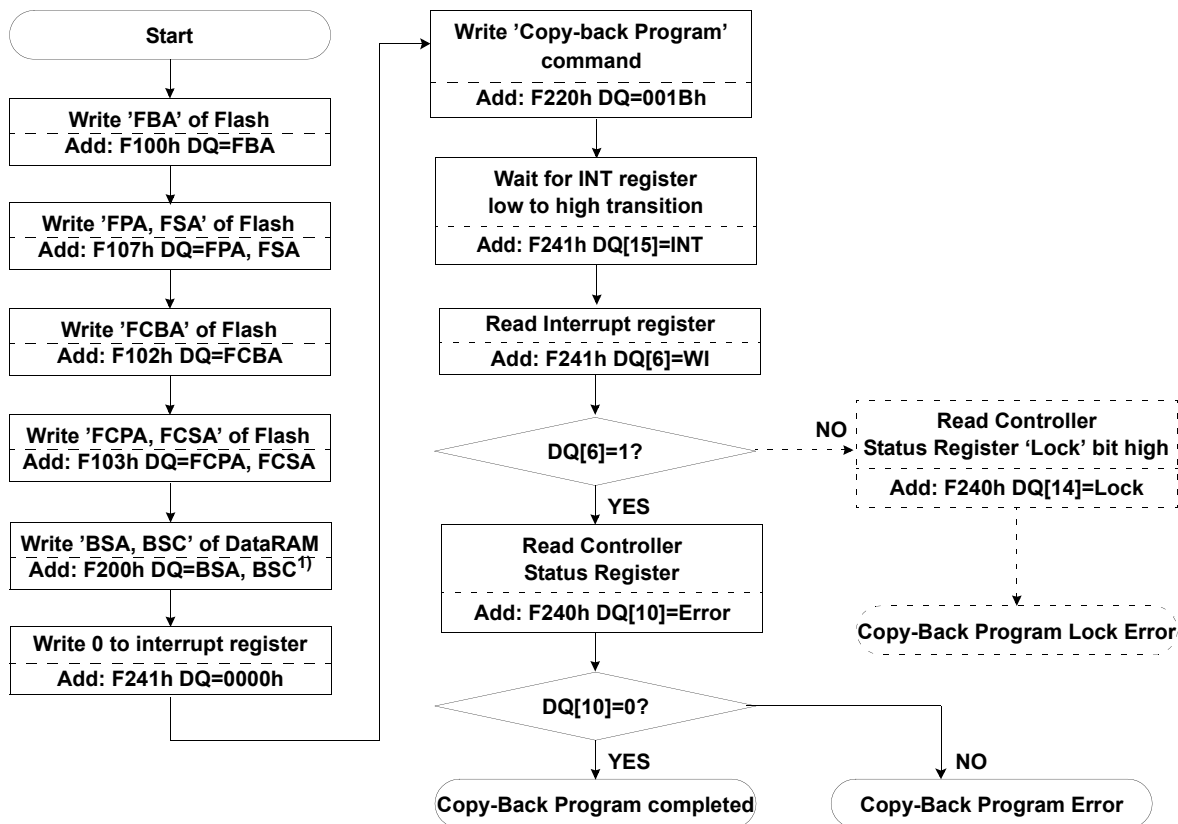 Start
Write ’FBA’ of Flash
Add: F100h DQ=FBA
Write ’FPA, FSA’ of Flash
Add: F107h DQ=FPA, FSA
Write ’FCBA’ of Flash
Add: F102h DQ=FCBA
Write ’FCPA, FCSA’ of Flash
Add: F103h DQ=FCPA, FCSA
Write ’BSA, BSC’ of DataRAM
Add: F200h DQ=BSA, BSC1)
Write 0 to interrupt register
Add: F241h DQ=0000h
Write ’Copy-back Program’
command
Add: F220h DQ=001Bh
Wait for INT register
low to high transition
Add: F241h DQ[15]=INT
Read Interrupt register
Add: F241h DQ[6]=WI
DQ[6]=1?
NO
Read Controller
Status Register ‘Lock’ bit high
Add: F240h DQ[14]=Lock
Copy-Back Program Lock Error
YES
Read Controller
Status Register
Add: F240h DQ[10]=Error
DQ[10]=0?
YES
Copy-Back Program completed
NO
Copy-Back Program Error